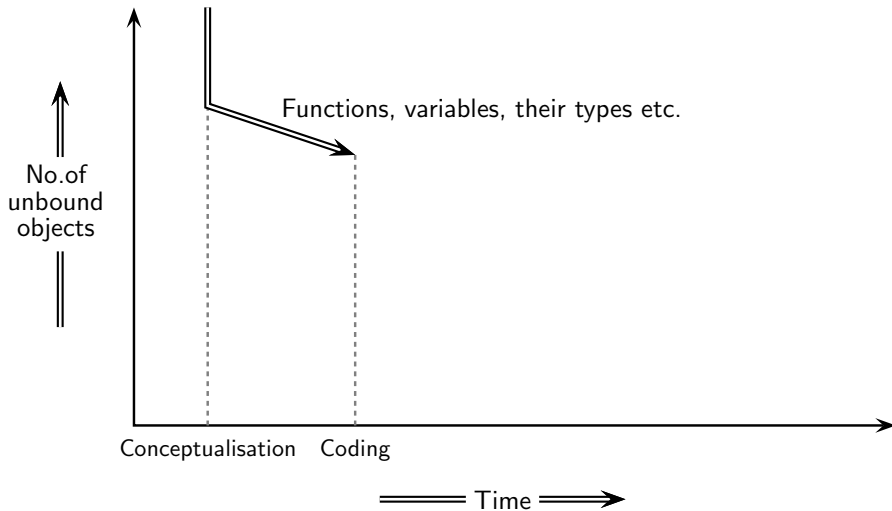 Functions, variables, their types etc.
No.of
unbound
objects
Conceptualisation
Coding
Time